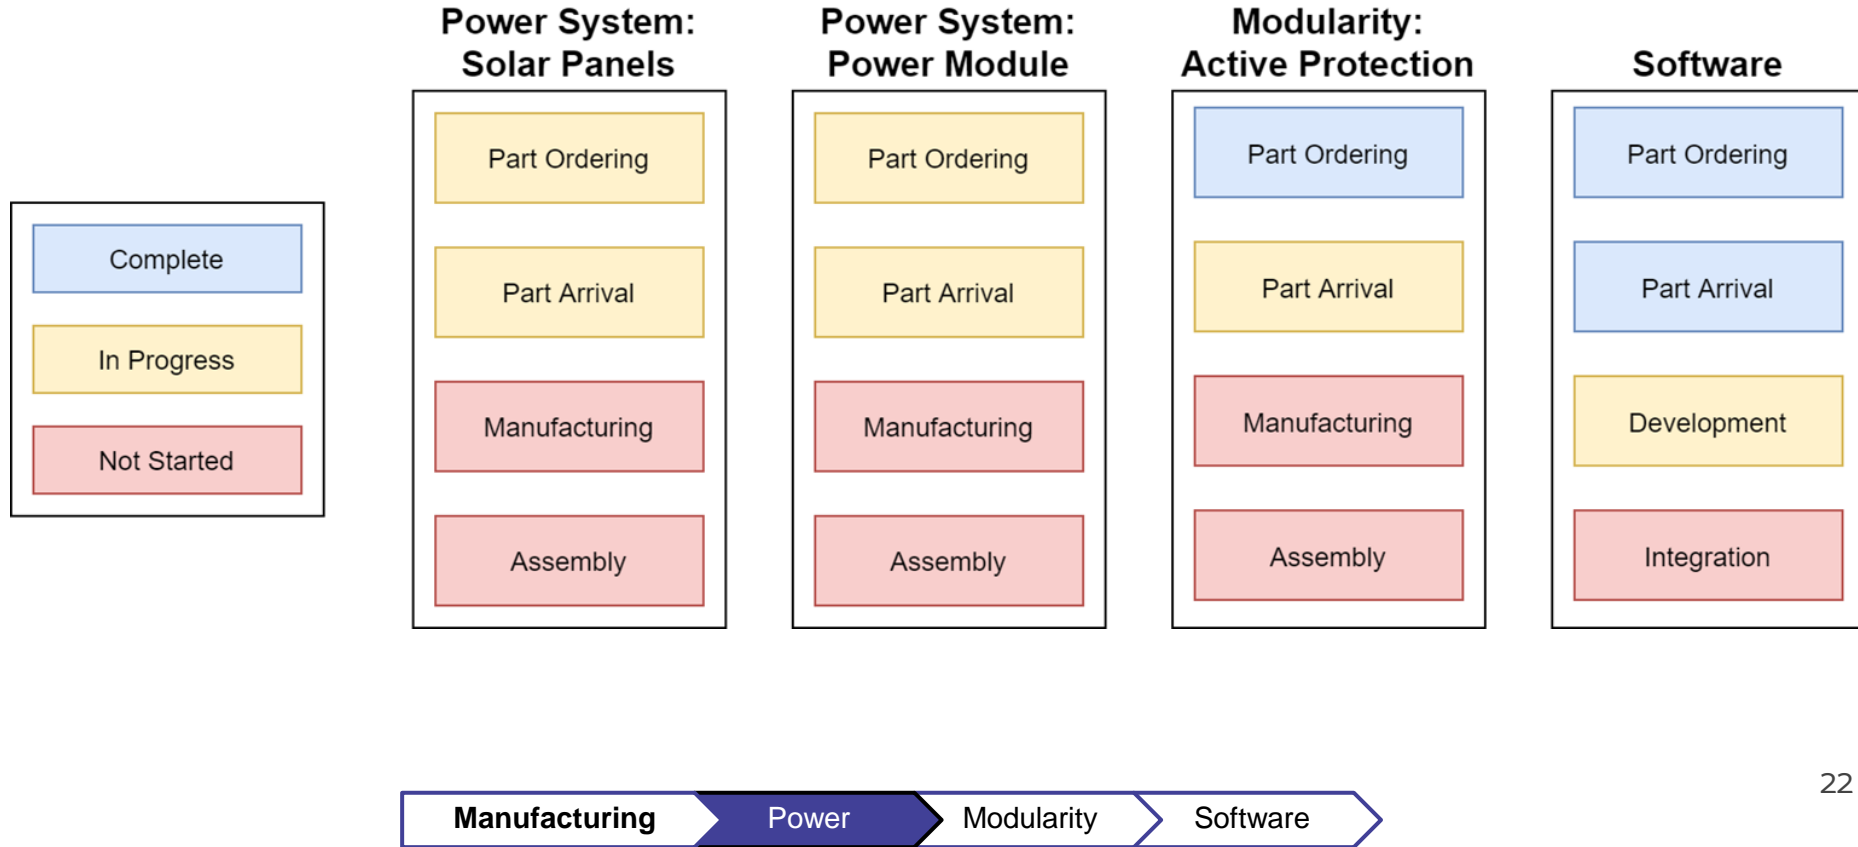 Complete
In Progress
Not Started
Power System:
Solar Panels
Part Ordering
Part Arrival
Manufacturing
Assembly
Power System:
Power Module
Part Ordering
Part Arrival
Manufacturing
Assembly
Modularity:
Active Protection
Part Ordering
Part Arrival
Manufacturing
Assembly
Software
Part Ordering
Part Arrival
Development
Integration
Manufacturing
Power
Modularity
Software
22